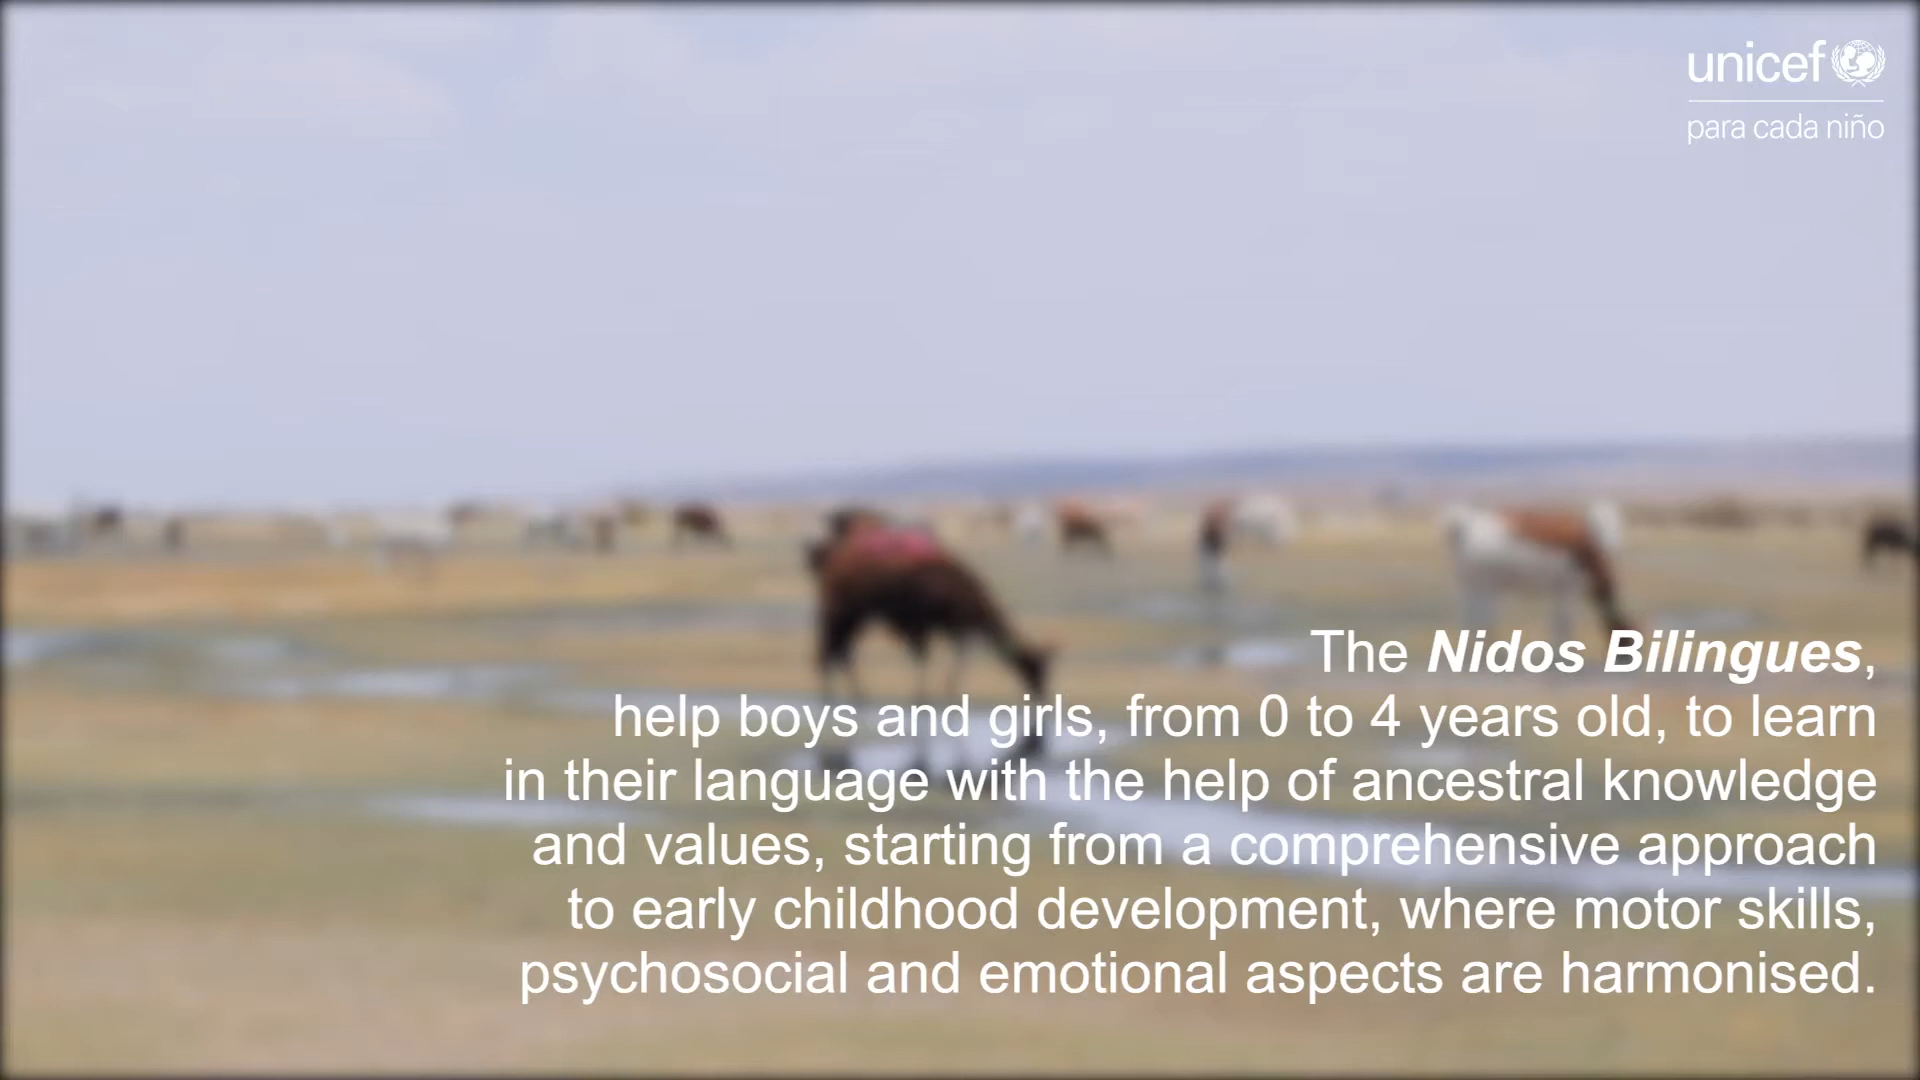 unicef
para cada niño
The Nidos Bilingues,
help boys and girls, from 0 to 4 years old, to learn
in their language with the help of ancestral knowledge
and values, starting from a comprehensive approach
to early childhood development, where motor skills,
psychosocial and emotional aspects are harmonised.